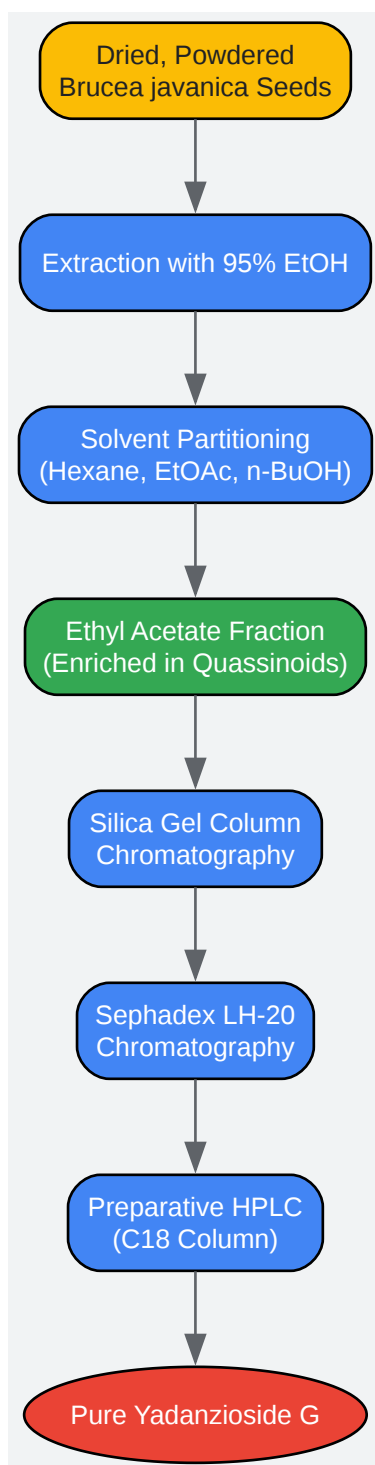 Dried, Powdered
Brucea javanica Seeds
Extraction with 95% EtOH
Solvent Partitioning
(Hexane, EtOAc, n-BuOH)
Ethyl Acetate Fraction
(Enriched in Quassinoids)
Silica Gel Column
Chromatography
Sephadex LH-20
Chromatography
Preparative HPLC
(C18 Column)
Pure Yadanzioside G